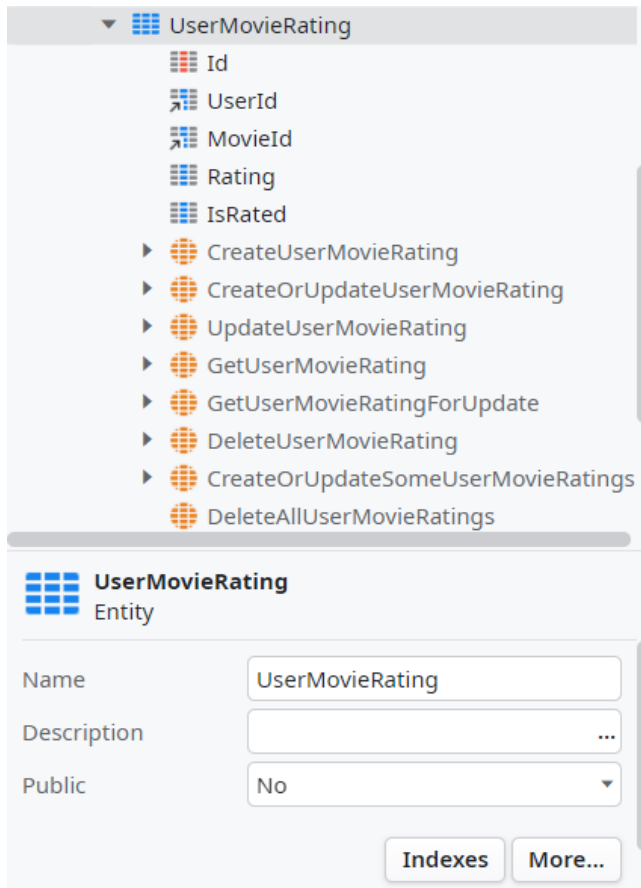 UserMovieRating
Id
UserId
MovieId
Rating
IsRated
CreateUserMovieRating
CreateOrUpdateUserMovieRating
UpdateUserMovieRating
GetUserMovieRating
GetUserMovieRatingForUpdate
DeleteUserMovieRating
CreateOrUpdateSomeUserMovieRatings
DeleteAllUserMovieRatings
UserMovieRating
Entity
Name UserMovieRating
Description ...
Public No
Indexes More...